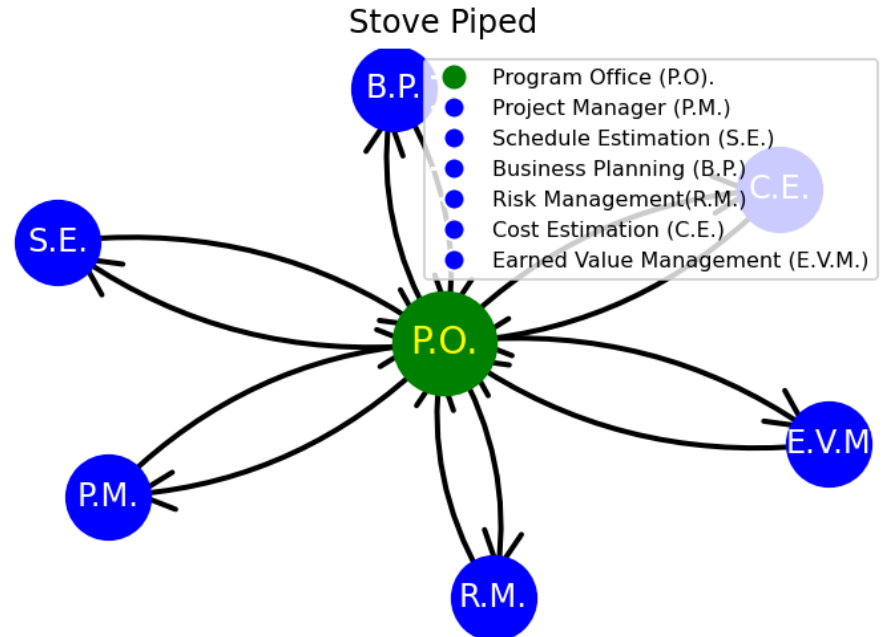 Stove Piped
B.P.
Program Office (P.O).
Project Manager (P.M.)
Schedule Estimation (S.E.)
Business Planning (B.P.)
Risk Management(R.M.)
Cost Estimation (C.E.)
Earned Value Management (E.V.M.)
C.E.
S.E.
P.O.
E.V.M
P.M.
R.M.